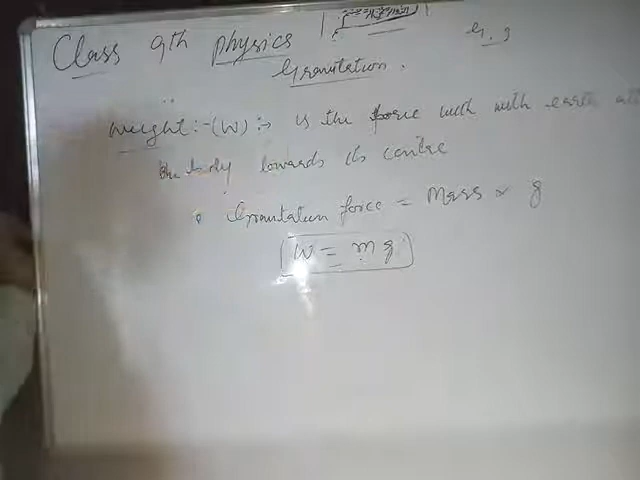 Class 9th physics
G. g
Gravitation.
Weight:-(W) :→ is the force with with earth
the body towards its centre
Gravitation force = Mass × g
W = mg